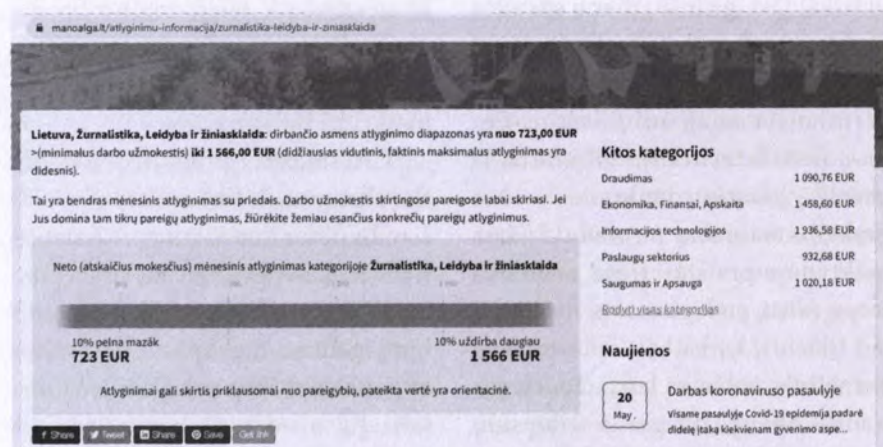 manoalga.lt/atlyginimu-informacija/zurnalistika-leidyba-ir-ziniasklaida
Lietuva, Žurnalistika, Leidyba ir žiniasklaida: dirbančio asmens atlyginimo diapazonas yra nuo 723,00 EUR
>(minimalus darbo užmokestis) iki 1 566,00 EUR (didžiausias vidutinis, faktinis maksimalus atlyginimas yra
didesnis).
Tai yra bendras mėnesinis atlyginimas su priedais. Darbo užmokestis skirtingose pareigose labai skiriasi. Jei
Jus domina tam tikrų pareigų atlyginimas, žiūrėkite žemiau esančius konkrečių pareigų atlyginimus.
Neto (atskaičius mokesčius) mėnesinis atlyginimas kategorijoje Žurnalistika, Leidyba ir žiniasklaida
10% pelna mazāk
723 EUR
10% uždirba daugiau
1 566 EUR
Atlyginimai gali skirtis priklausomai nuo pareigybių, pateikta vertė yra orientacinė.
Share Tweet Share Save Get link
Kitos kategorijos
Draudimas 1 090,76 EUR
Ekonomika, Finansai, Apskaita 1 458,60 EUR
Informacijos technologijos 1 936,58 EUR
Paslaugų sektorius 932,68 EUR
Saugumas ir Apsauga 1 020,18 EUR
Rodyti visas kategorijas
Naujienos
20
May
Darbas koronaviruso pasaulyje
Visame pasaulyje Covid-19 epidemija padarė
didelę įtaką kiekvienam gyvenimo aspe...